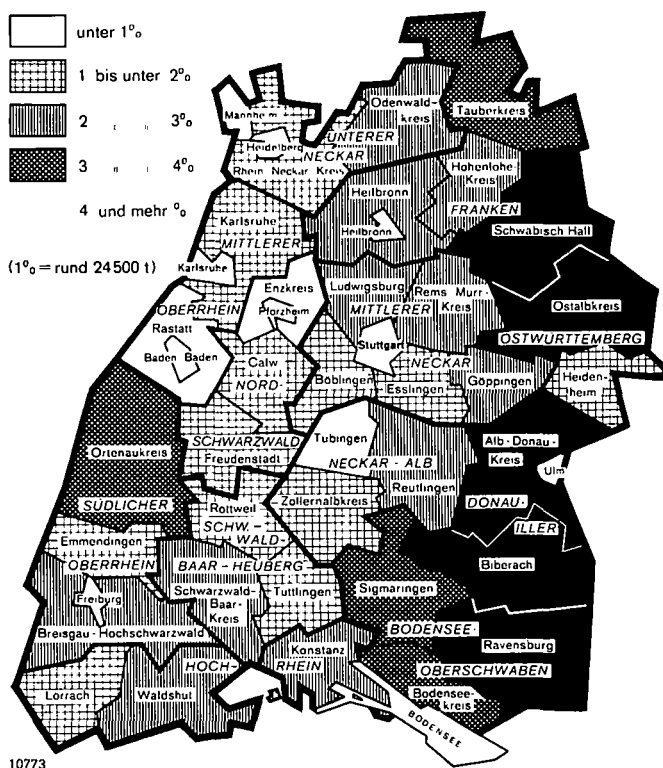 unter 1%
1 bis unter 2%
2 " " 3%
3 " " 4%
4 und mehr %
(1% = rund 24500 t)
Tauberkreis
Odenwald-
kreis
Mannheim
UNTERER
Heidelberg
NECKAR
Rhein Neckar Kreis
Hohenlohe-
Kreis
Heilbronn
FRANKEN
Karlsruhe
Heilbronn
Schwäbisch Hall
MITTLERER
Karlsruhe
Enzkreis
Ludwigsburg
Rems Murr-
Kreis
Ostalbkreis
OBERRHEIN
Pforzheim
MITTLERER
Rastatt
Stuttgart
OSTWURTTEMBERG
Baden Baden
Calw
NECKAR
NORD-
Böblingen
Esslingen
Göppingen
Heiden-
heim
SCHWARZWALD
Tubingen
Alb-Donau-
Kreis
Ortenaukreis
Freudenstadt
NECKAR - ALB
Ulm
Reutlingen
SÜDLICHER
Rottweil
Zollernalbkreis
DONAU-
SCHW.-
WALD-
ILLER
Emmendingen
OBERRHEIN
BAAR-HEUBERG
Biberach
Freiburg
Schwarzwald-
Baar-
Kreis
Tuttlingen
Sigmaringen
Breisgau-Hochschwarzwald
BODENSEE-
Konstanz
Ravensburg
HOCH-
RHEIN
OBERSCHWABEN
Lorrach
Waldshut
Bodensee-
kreis
BODENSEE
10773